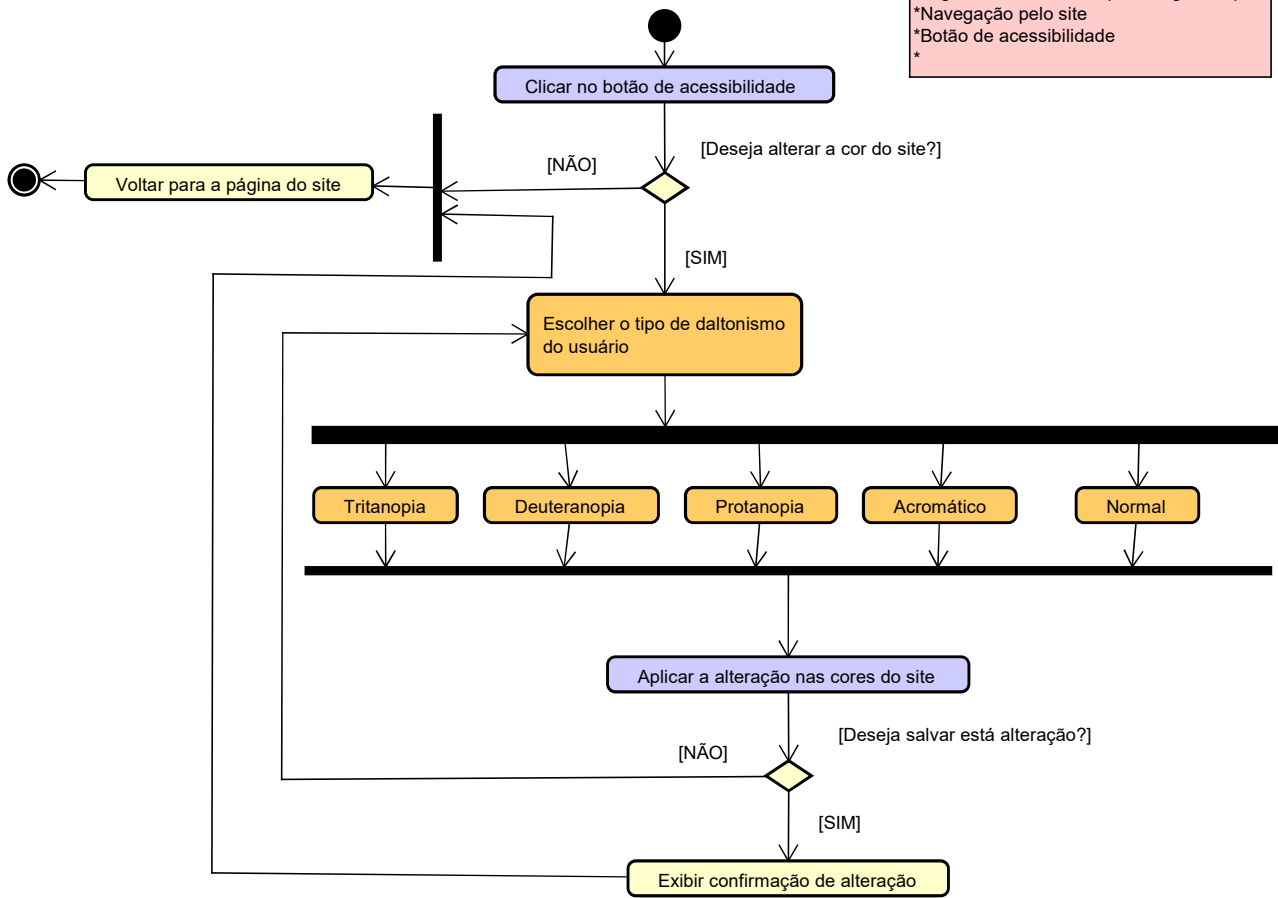 *Navegação pelo site
*Botão de acessibilidade
*
Clicar no botão de acessibilidade
[Deseja alterar a cor do site?]
[NÃO]
Voltar para a página do site
[SIM]
Escolher o tipo de daltonismo
do usuário
Tritanopia
Deuteranopia
Protanopia
Acromático
Normal
Aplicar a alteração nas cores do site
[Deseja salvar está alteração?]
[NÃO]
[SIM]
Exibir confirmação de alteração